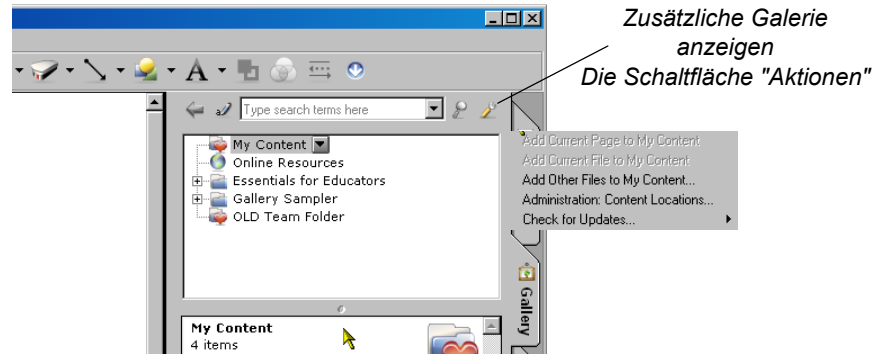 Zusätzliche Galerie
anzeigen
Die Schaltfläche "Aktionen"
A
Type search terms here
My Content
Online Resources
Essentials for Educators
Gallery Sampler
OLD Team Folder
Add Current Page to My Content
Add Current File to My Content
Add Other Files to My Content...
Administration: Content Locations...
Check for Updates...
Gallery
My Content
4 items